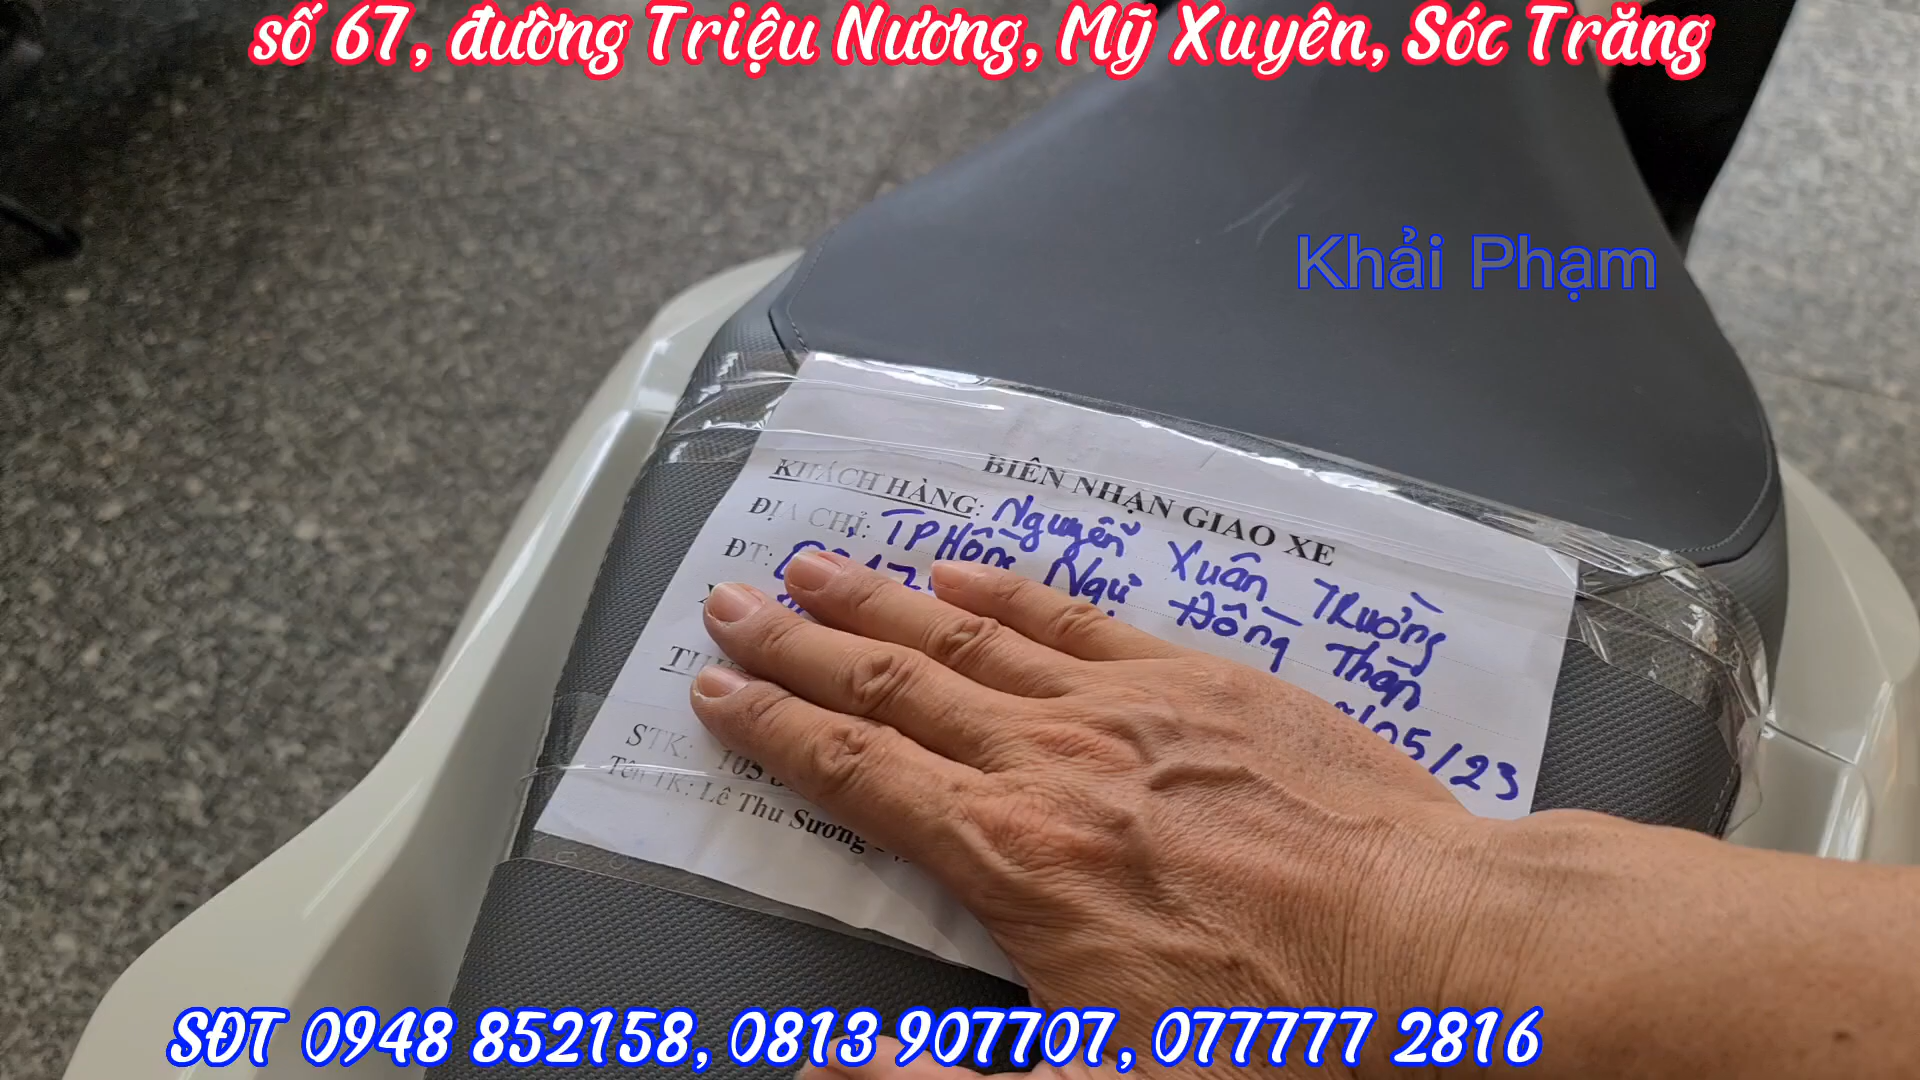 số 67, đường Triệu Nương, Mỹ Xuyên, Sóc Trăng
Khải Phạm
BIÊN NHẠN GIAO XE
KHÁCH HÀNG: Nguyễn Xuân TRường
ĐỊA CHỈ: TP Hồng Ngự Đồng Tháp
ĐT:
05/23
STK: 105
Tên TK: Lê Thu Sương
SĐT 0948 852158, 0813 907707, 077777 2816